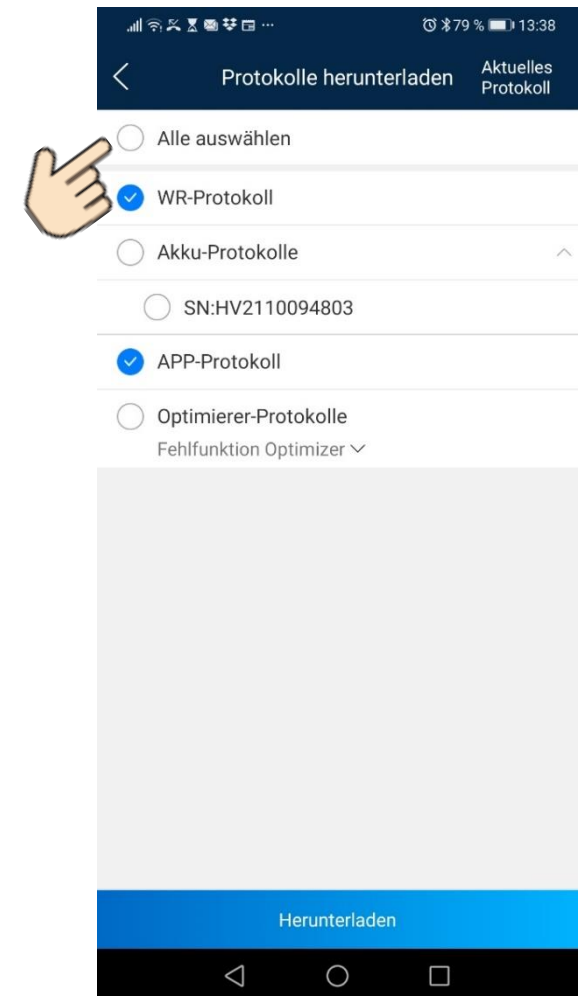 79 % 13:38
Protokolle herunterladen
Aktuelles
Protokoll
Alle auswählen
WR-Protokoll
Akku-Protokolle
SN:HV2110094803
APP-Protokoll
Optimierer-Protokolle
Fehlfunktion Optimizer
Herunterladen